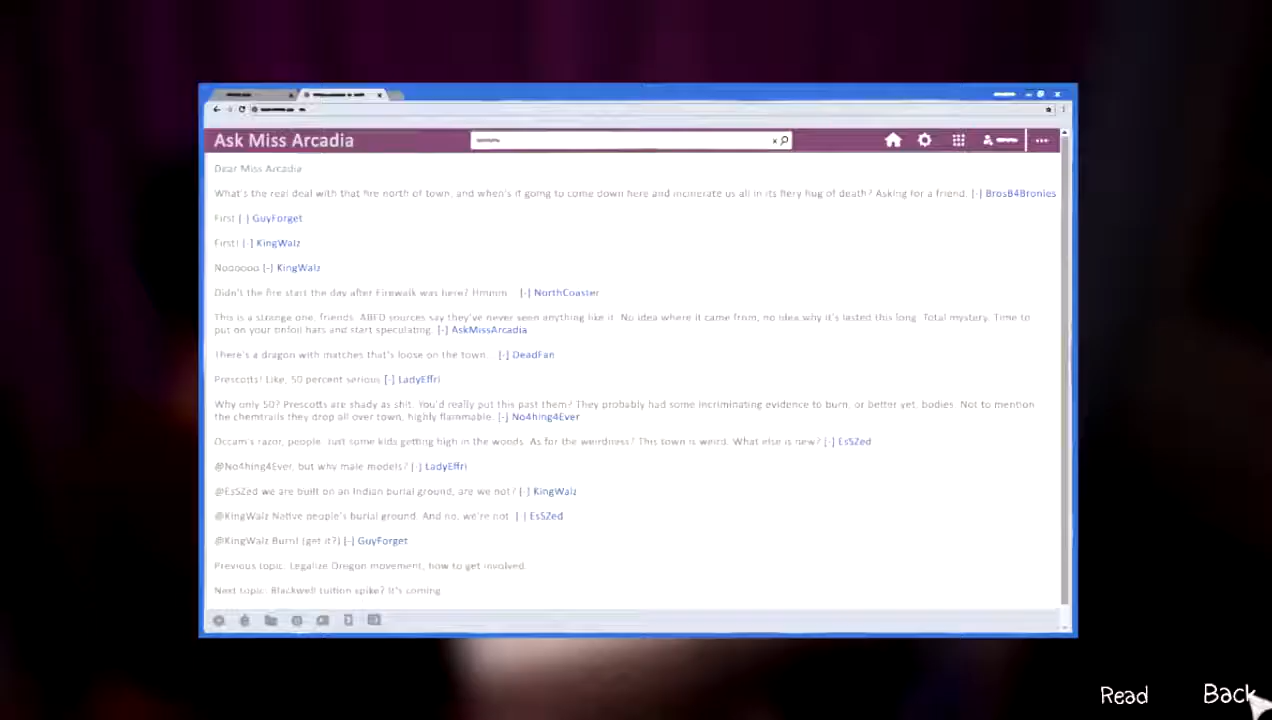 Ask Miss Arcadia
Dear Miss Arcadia
What's the real deal with that fire north of town, and when's it going to come down here and incinerate us all in its fiery hug of death? Asking for a friend. [-] BrosB4Bronies
First [ ] GuyForget
First! [-] KingWalz
Noooooo [-] KingWalz
Didn't the fire start the day after Firewalk was here? Hmmm [-] NorthCoaster
This is a strange one, friends. ABFD sources say they've never seen anything like it. No idea where it came from, no idea why it's lasted this long. Total mystery. Time to
put on your tinfoil hats and start speculating. [-] AskMissArcadia
There's a dragon with matches that's loose on the town. [-] DeadFan
Prescotts! Like, 50 percent serious [-] LadyEffri
Why only 50? Prescotts are shady as shit. You'd really put this past them? They probably had some incriminating evidence to burn, or better yet, bodies. Not to mention
the chemtrails they drop all over town, highly flammable. [-] No4hing4Ever
Occam's razor, people. Just some kids getting high in the woods. As for the weirdness? This town is weird. What else is new? [-] EsSZed
@No4hing4Ever, but why male models? [-] LadyEffri
@EsSZed we are built on an Indian burial ground, are we not? [-] KingWalz
@KingWalz Native people's burial ground. And no, we're not [ ] EsSZed
@KingWalz Burn! (get it?) [-] GuyForget
Previous topic: Legalize Oregon movement, how to get involved.
Next topic: Blackwell tuition spike? It's coming.
Read Back